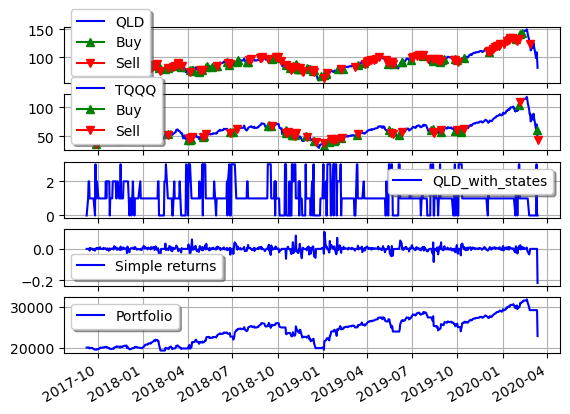 150
100
QLD
Buy
Sell
100
50
TQQQ
Buy
Sell
2
0
QLD_with_states
0.0
−0.2
Simple returns
30000
20000
Portfolio
2017-10 2018-01 2018-04 2018-07 2018-10 2019-01 2019-04 2019-07 2019-10 2020-01 2020-04